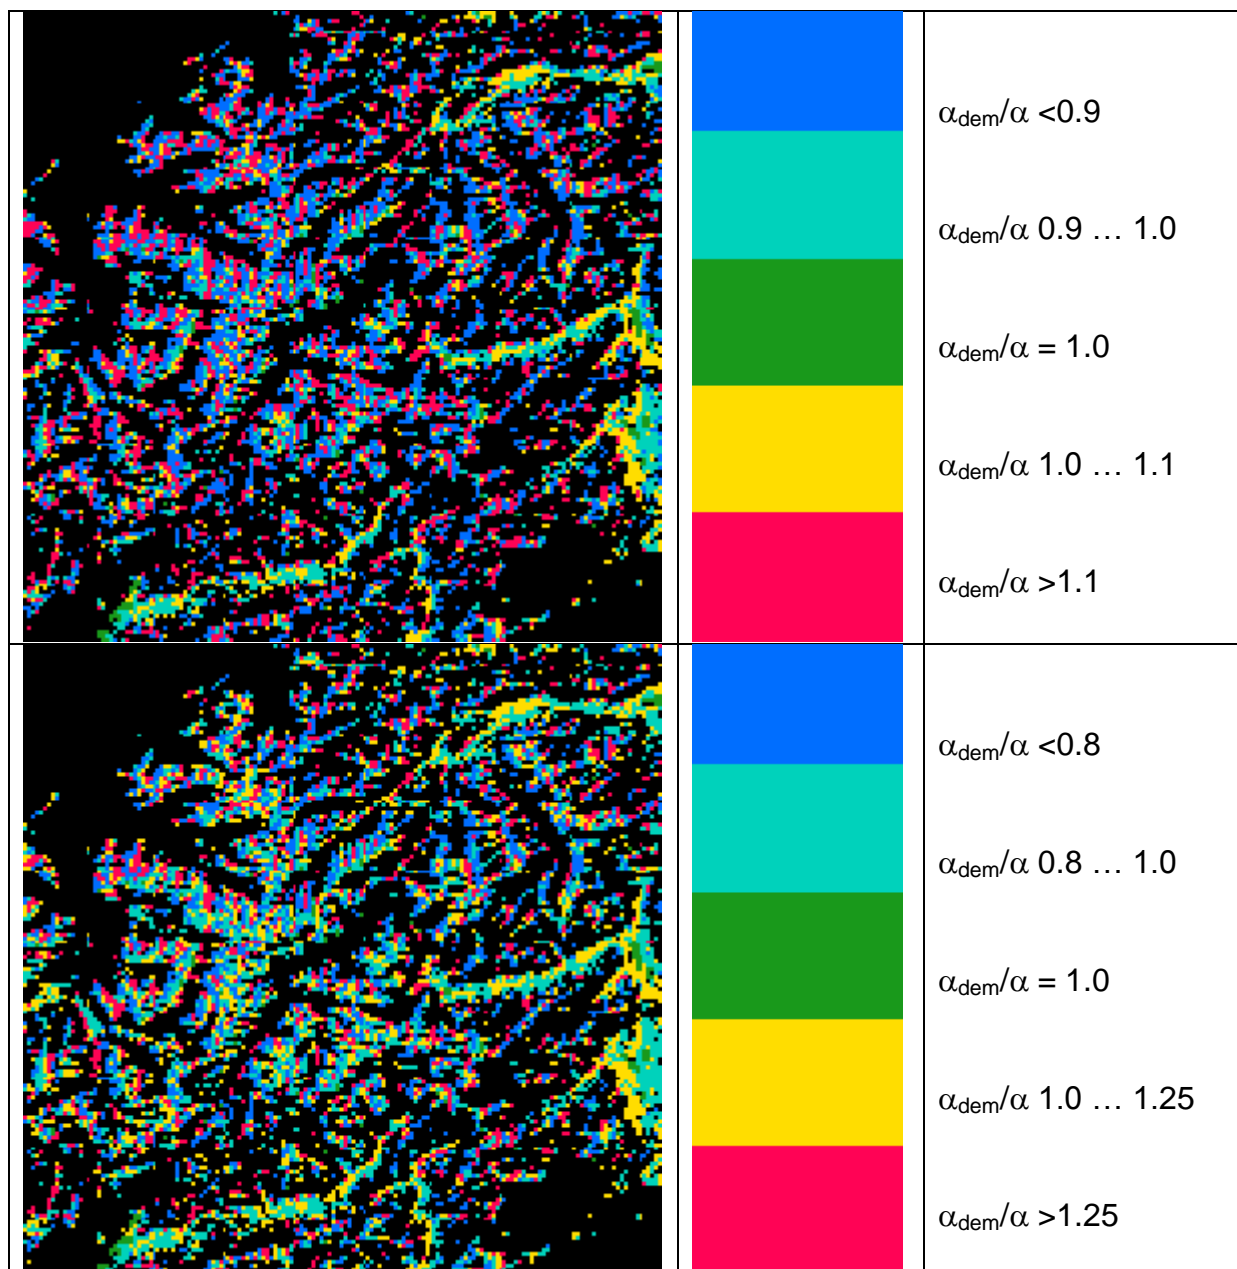 αdem/α <0.9
αdem/α 0.9 … 1.0
αdem/α = 1.0
αdem/α 1.0 … 1.1
αdem/α >1.1
αdem/α <0.8
αdem/α 0.8 … 1.0
αdem/α = 1.0
αdem/α 1.0 … 1.25
αdem/α >1.25